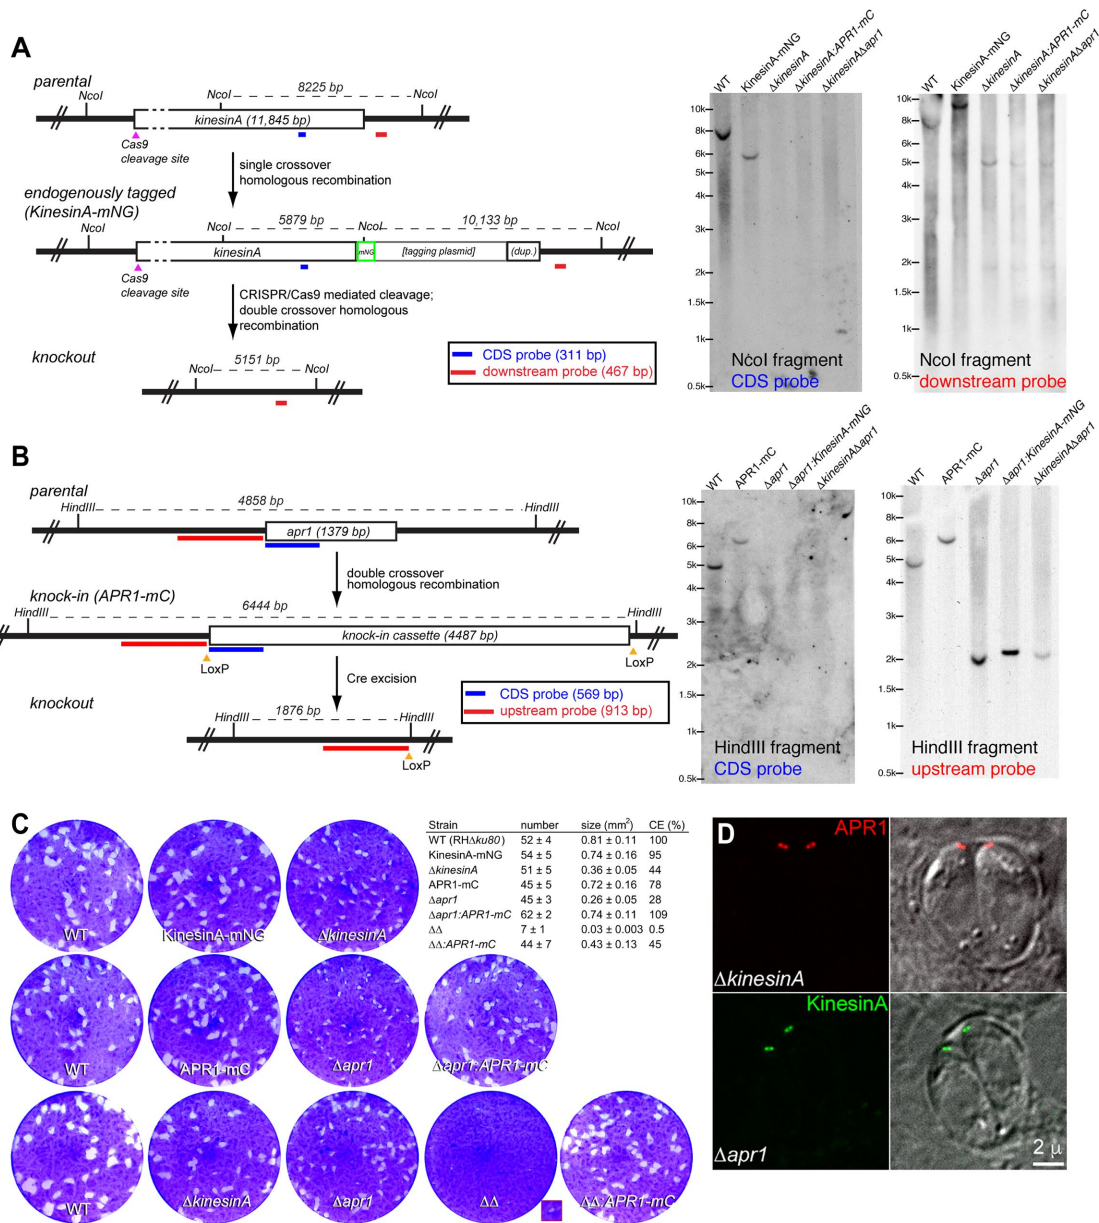 A
parental
NcoI
NcoI
8225 bp
NcoI
kinesinA (11,845 bp)
Cas9
cleavage site
single crossover
homologous recombination
endogenously tagged
(KinesinA-mNG)
NcoI
NcoI
5879 bp
NcoI
10,133 bp
NcoI
kinesinA
mNG
[tagging plasmid]
(dup.)
Cas9
cleavage site
CRISPR/Cas9 mediated cleavage;
double crossover homologous
recombination
knockout
5151 bp
NcoI
NcoI
CDS probe (311 bp)
downstream probe (467 bp)
WT
KinesinA-mNG
ΔkinesinA
ΔkinesinA:APR1-mC
kinesinAΔapr1
10k
8k
6k
5k
4k
3k
2k
1.5k
1k
0.5k
NcoI fragment
CDS probe
WT
KinesinA-mNG
ΔkinesinA
ΔkinesinA:APR1-mC
ΔkinesinAΔapr1
10k
8k
6k
5k
4k
3k
2k
1.5k
1k
0.5k
NcoI fragment
downstream probe
B
parental
HindIII
4858 bp
HindIII
apr1 (1379 bp)
double crossover
homologous recombination
knock-in (APR1-mC)
HindIII
6444 bp
HindIII
knock-in cassette (4487 bp)
LoxP
LoxP
Cre excision
knockout
1876 bp
HindIII
HindIII
LoxP
CDS probe (569 bp)
upstream probe (913 bp)
WT
APR1-mC
Δapr1
Δapr1:KinesinA-mNG
ΔkinesinAΔapr1
10k
8k
6k
5k
4k
3k
2k
1.5k
1k
0.5k
HindIII fragment
CDS probe
WT
APR1-mC
Δapr1
Δapr1:KinesinA-mNG
ΔkinesinAΔapr1
10k
8k
6k
5k
4k
3k
2k
1.5k
1k
0.5k
HindIII fragment
upstream probe
C
WT
KinesinA-mNG
ΔkinesinA
Strain number size (mm²) CE (%)
WT (RHΔku80) 52 ± 4 0.81 ± 0.11 100
KinesinA-mNG 54 ± 5 0.74 ± 0.16 95
ΔkinesinA 51 ± 5 0.36 ± 0.05 44
APR1-mC 45 ± 5 0.72 ± 0.16 78
Δapr1 45 ± 3 0.26 ± 0.05 28
Δapr1:APR1-mC 62 ± 2 0.74 ± 0.11 109
ΔΔ 7 ± 1 0.03 ± 0.003 0.5
ΔΔ:APR1-mC 44 ± 7 0.43 ± 0.13 45
WT
APR1-mC
Δapr1
Δapr1:APR1-mC
WT
ΔkinesinA
Δapr1
ΔΔ
ΔΔ:APR1-mC
D
APR1
ΔkinesinA
KinesinA
Δapr1
2 μ